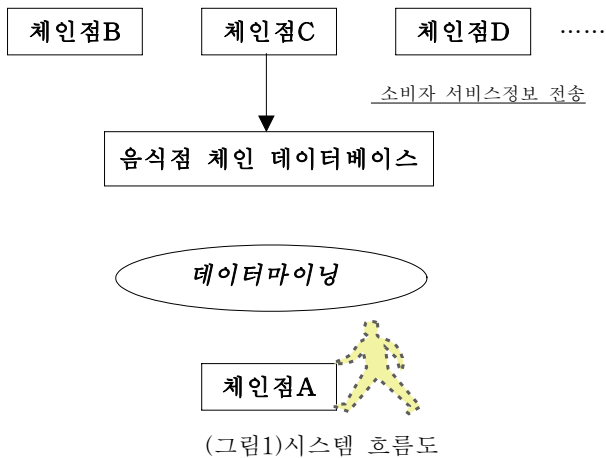 체인점B 체인점C 체인점D ……
소비자 서비스정보 전송
음식점 체인 데이터베이스
데이터마이닝
체인점A
(그림1)시스템 흐름도